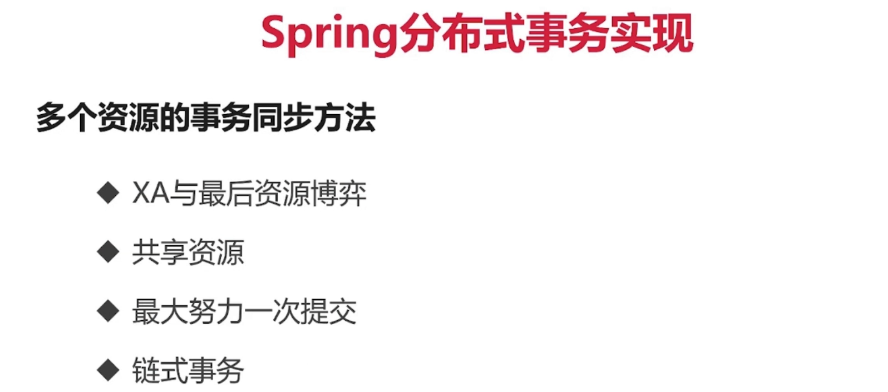 Spring分布式事务实现
多个资源的事务同步方法
◆ XA与最后资源博弈
◆ 共享资源
◆ 最大努力一次提交
◆ 链式事务